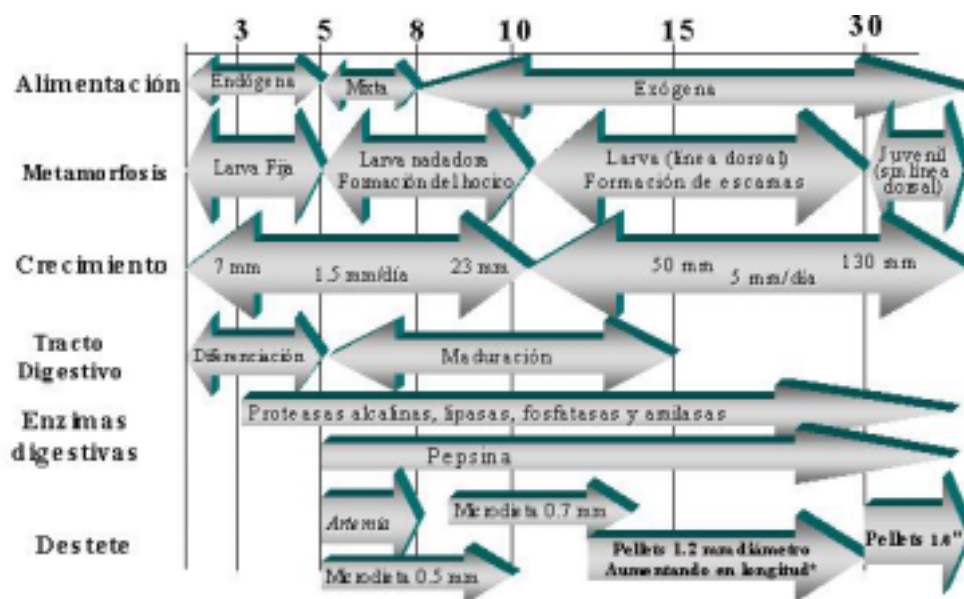 3 5 8 10 15 30
Alimentación Endógena Mixta Exógena
Metamorfosis
Larva Fija
Larva nadadora
Formación del hocico
Larva (línea dorsal)
Formación de escamas
Juvenil
(sin línea
dorsal)
Crecimiento
7 mm
1.5 mm/día
23 mm
50 mm
5 mm/día
130 mm
Tracto
Digestivo
Diferenciación
Maduración
Enzimas
digestivas
Proteasas alcalinas, lipasas, fosfatasas y amilasas
Pepsina
Destete
Artemia
Microdieta 0.5 mm
Microdieta 0.7 mm
Pellets 1.2 mm diámetro
Aumentando en longitud*
Pellets